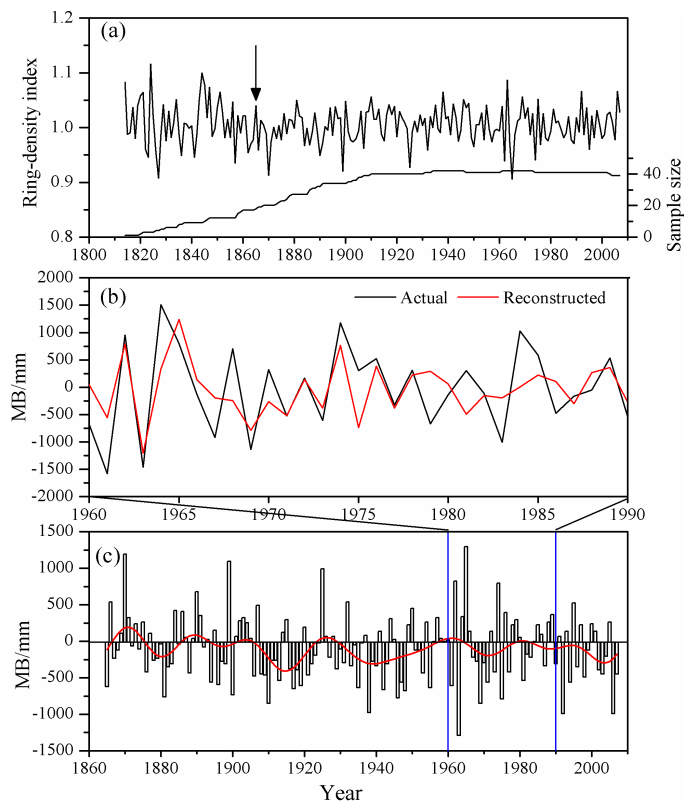 (a)
Ring-density index
1.2
1.1
1.0
0.9
0.8
Sample size
40
20
0
1800 1820 1840 1860 1880 1900 1920 1940 1960 1980 2000
(b)
Actual Reconstructed
MB/mm
2000
1500
1000
500
0
-500
-1000
-1500
-2000
1960 1965 1970 1975 1980 1985 1990
(c)
MB/mm
1500
1000
500
0
-500
-1000
-1500
1860 1880 1900 1920 1940 1960 1980 2000
Year